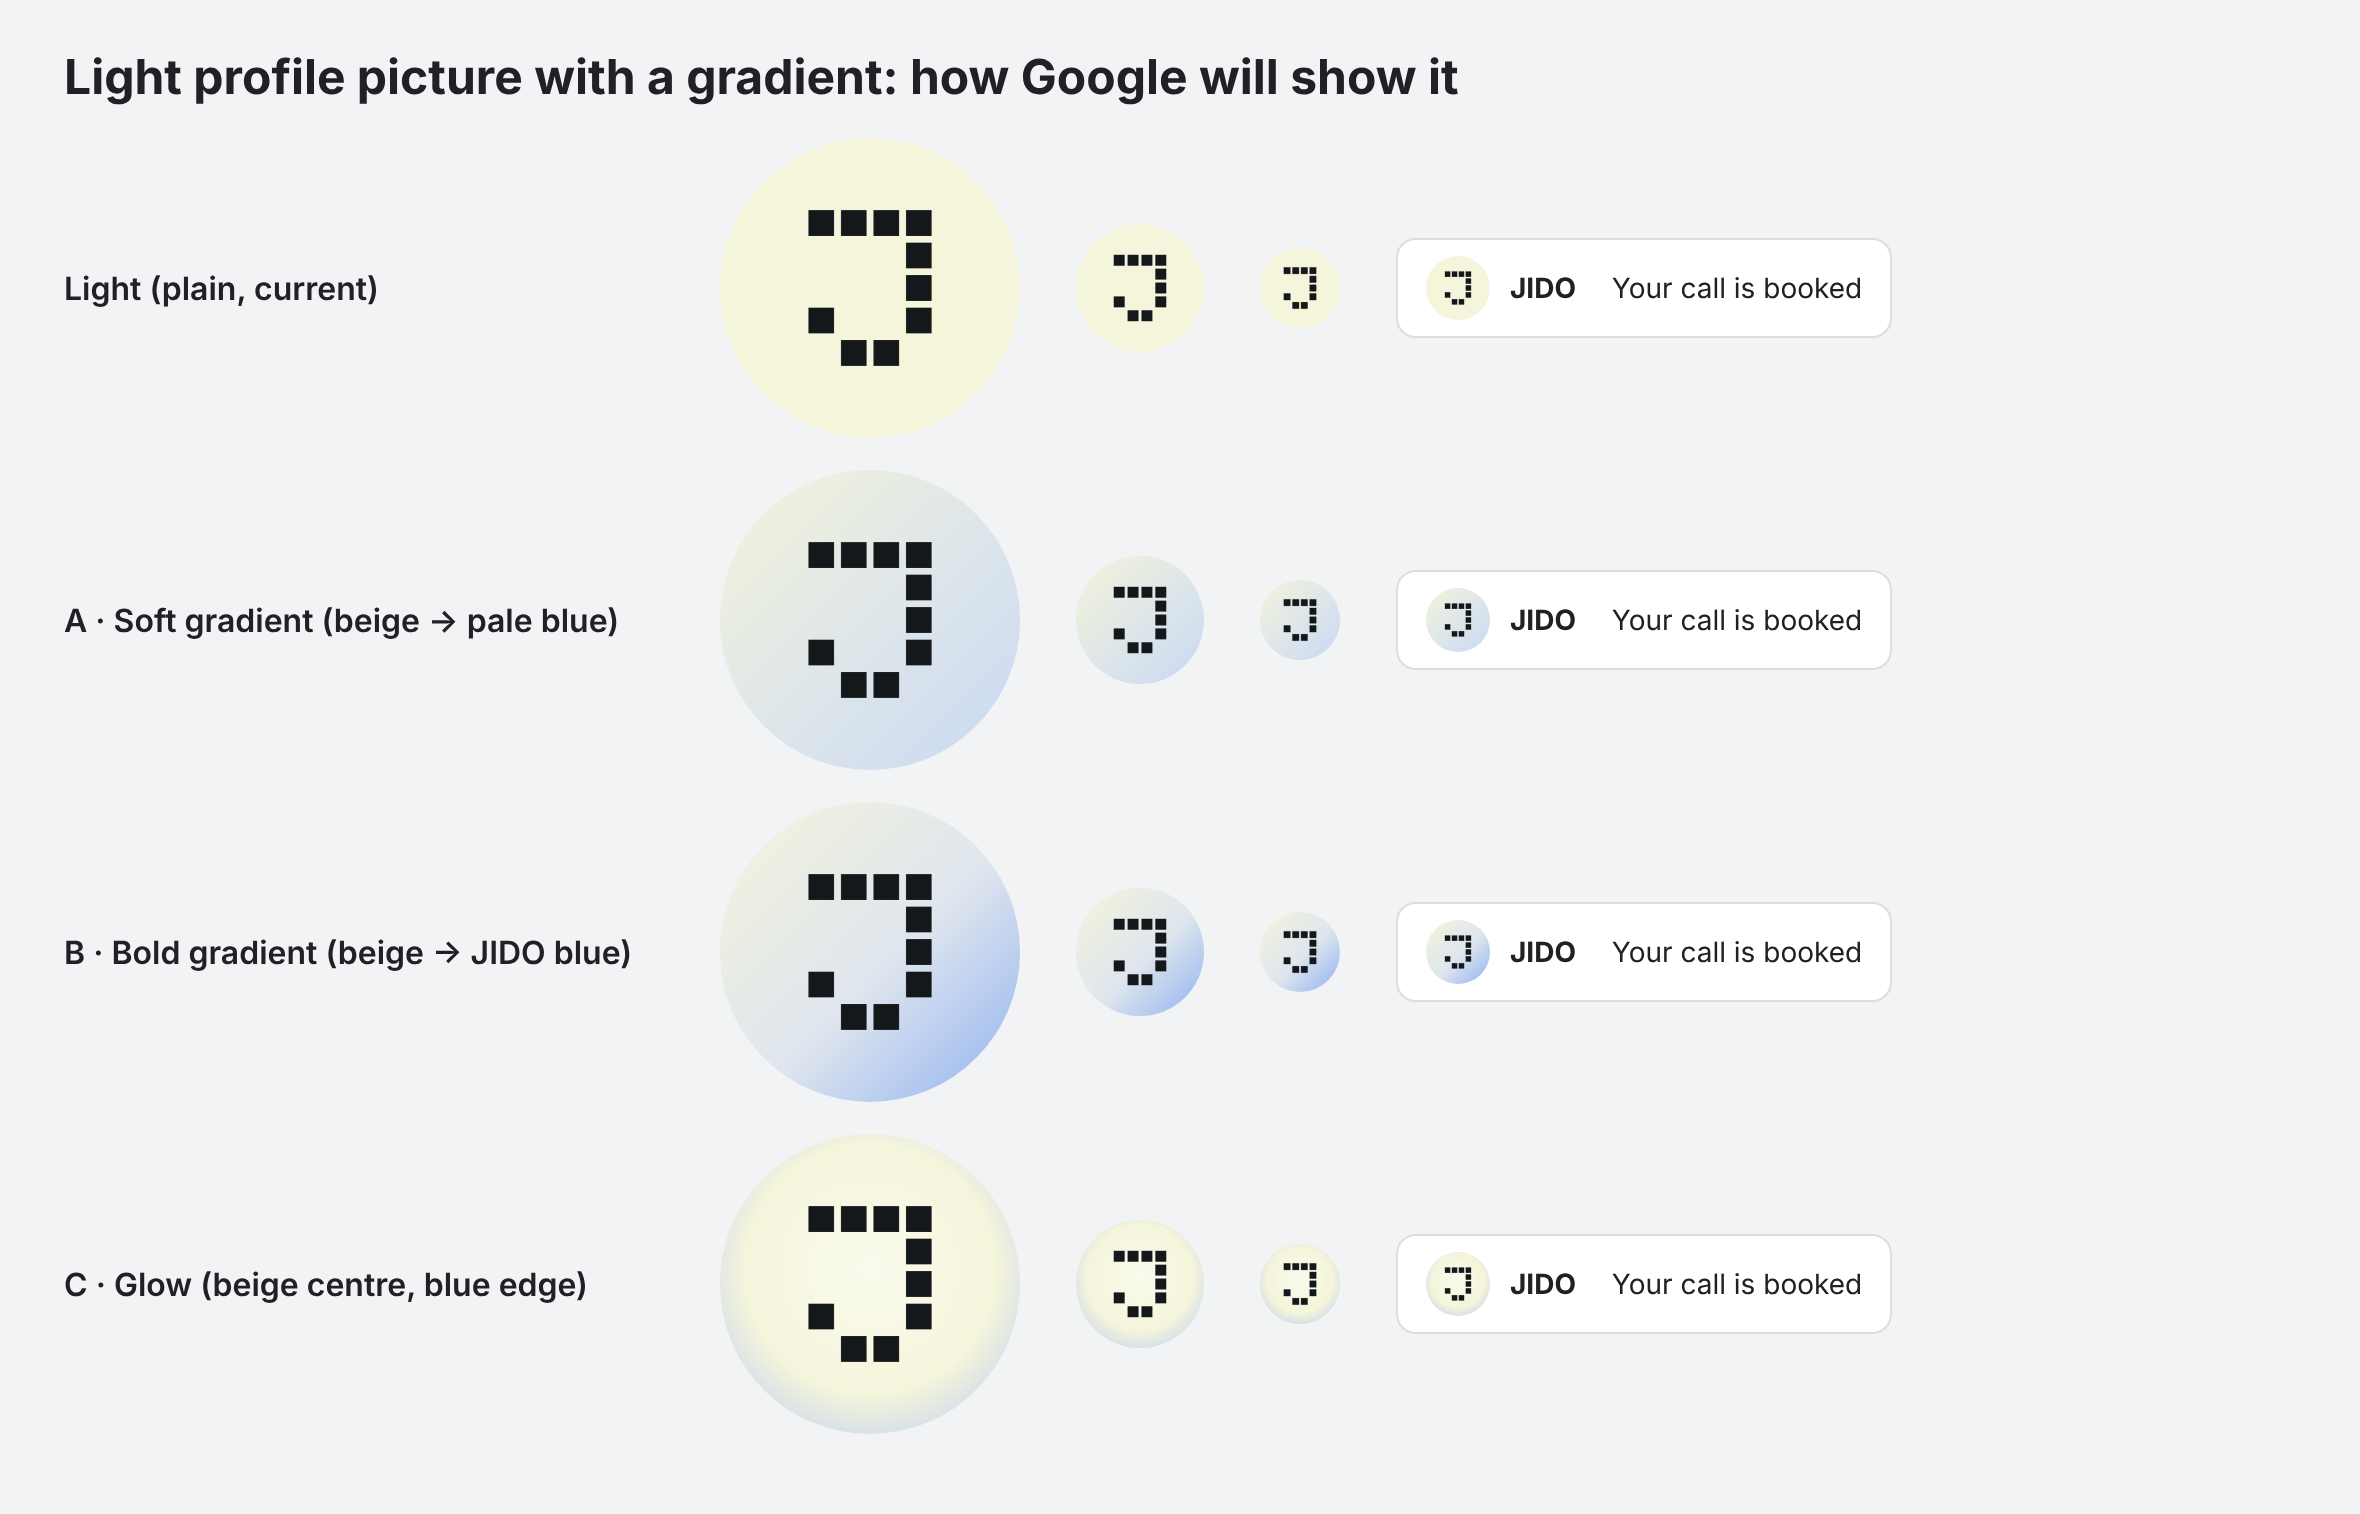 Light profile picture with a gradient: how Google will show it
Light (plain, current)
J
J
J
J
JIDO Your call is booked
A · Soft gradient (beige → pale blue)
J
J
J
J
JIDO Your call is booked
B · Bold gradient (beige → JIDO blue)
J
J
J
J
JIDO Your call is booked
C · Glow (beige centre, blue edge)
J
J
J
J
JIDO Your call is booked